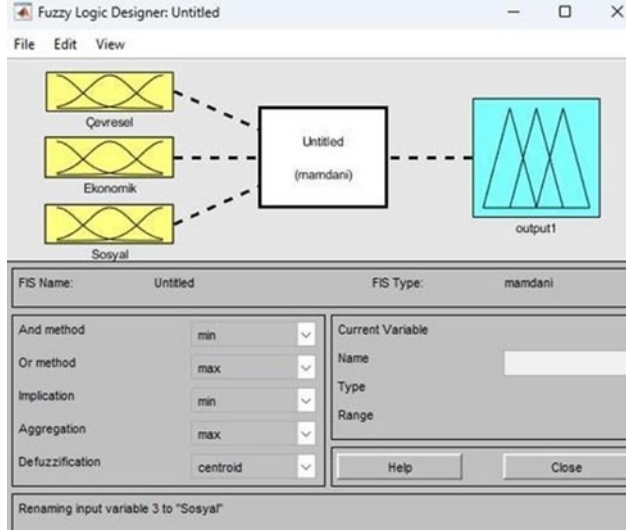 Fuzzy Logic Designer: Untitled
File Edit View
Çevresel
Ekonomik
Sosyal
Untitled
(mamdani)
output1
FIS Name: Untitled FIS Type: mamdani
And method min
Or method max
Implication min
Aggregation max
Defuzzification centroid
Current Variable
Name
Type
Range
Help Close
Renaming input variable 3 to "Sosyal"